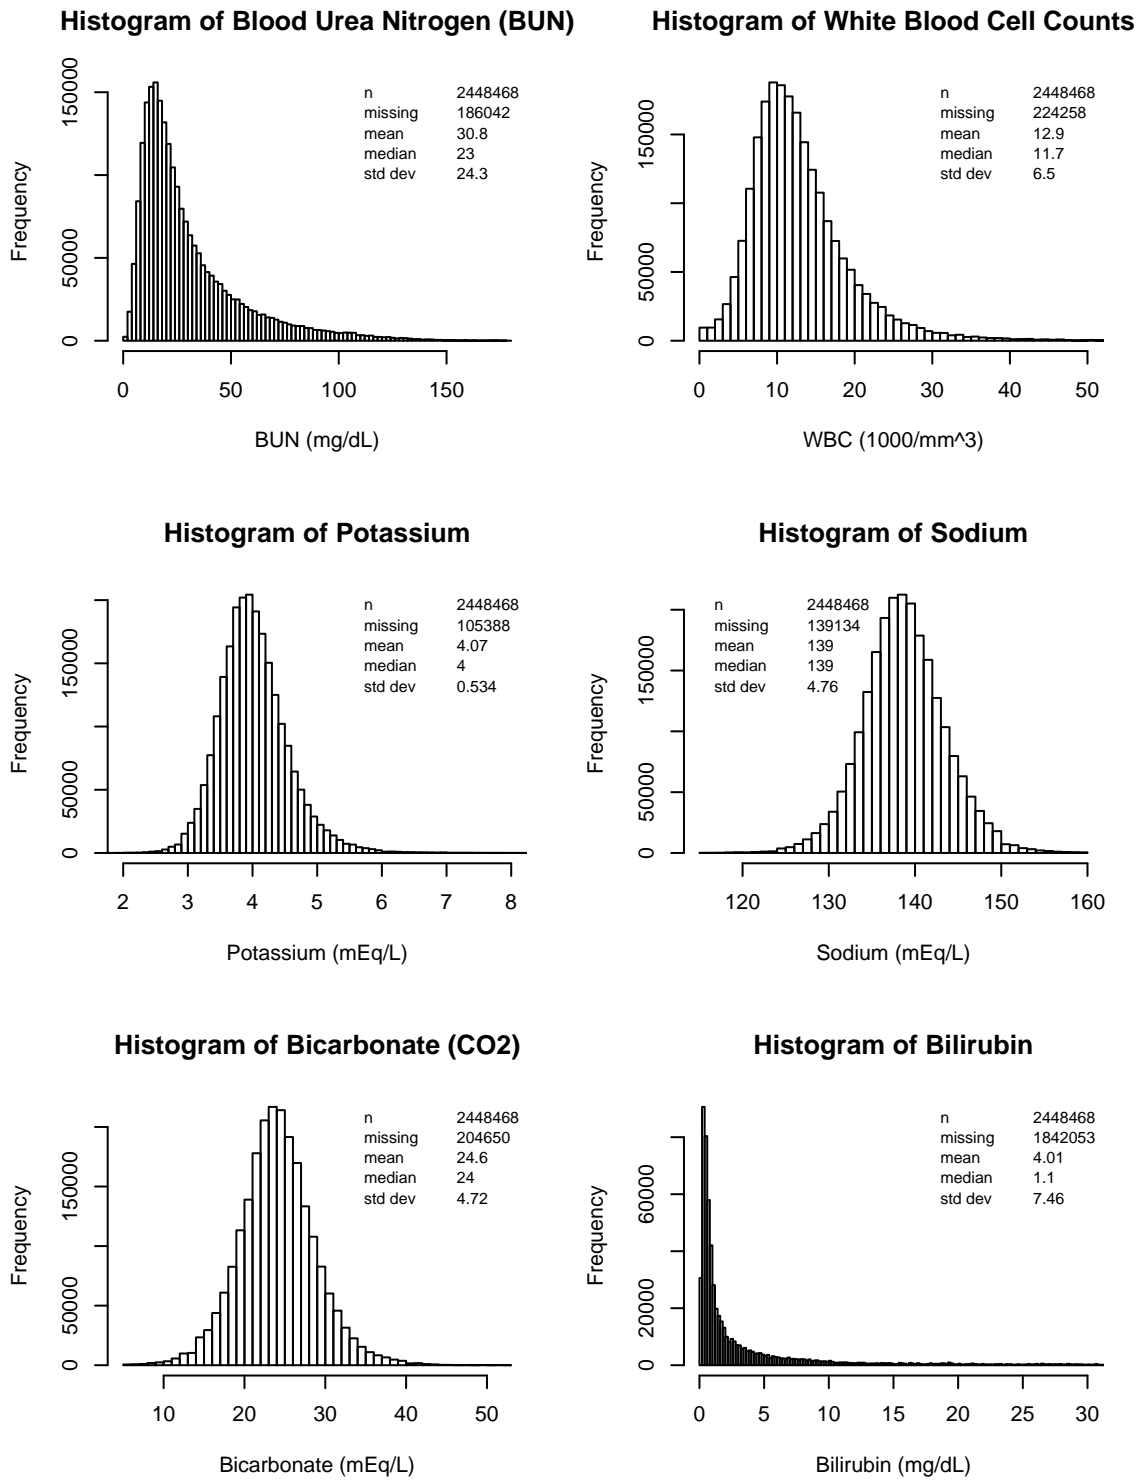 Histogram of Blood Urea Nitrogen (BUN)
n 2448468
missing 186042
mean 30.8
median 23
std dev 24.3
Frequency
0 50000 150000
0 50 100 150
BUN (mg/dL)
Histogram of White Blood Cell Counts
n 2448468
missing 224258
mean 12.9
median 11.7
std dev 6.5
Frequency
0 50000 150000
0 10 20 30 40 50
WBC (1000/mm^3)
Histogram of Potassium
n 2448468
missing 105388
mean 4.07
median 4
std dev 0.534
Frequency
0 50000 150000
2 3 4 5 6 7 8
Potassium (mEq/L)
Histogram of Sodium
n 2448468
missing 139134
mean 139
median 139
std dev 4.76
Frequency
0 50000 150000
120 130 140 150 160
Sodium (mEq/L)
Histogram of Bicarbonate (CO2)
n 2448468
missing 204650
mean 24.6
median 24
std dev 4.72
Frequency
0 50000 150000
10 20 30 40 50
Bicarbonate (mEq/L)
Histogram of Bilirubin
n 2448468
missing 1842053
mean 4.01
median 1.1
std dev 7.46
Frequency
0 20000 60000
0 5 10 15 20 25 30
Bilirubin (mg/dL)